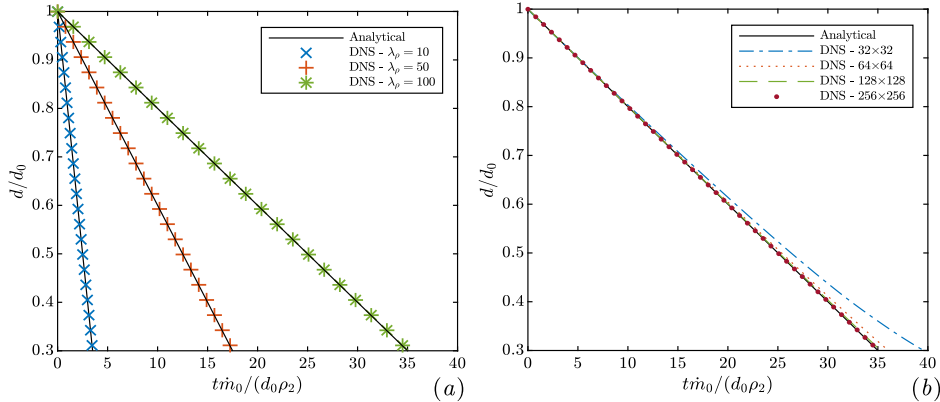 Analytical
DNS - λρ = 10
DNS - λρ = 50
DNS - λρ = 100
1
0.9
0.8
0.7
0.6
0.5
0.4
0.3
d/d0
0 5 10 15 20 25 30 35 40
tṁ0/(d0ρ2)
(a)
Analytical
DNS - 32×32
DNS - 64×64
DNS - 128×128
DNS - 256×256
1
0.9
0.8
0.7
0.6
0.5
0.4
0.3
d/d0
0 5 10 15 20 25 30 35 40
tṁ0/(d0ρ2)
(b)